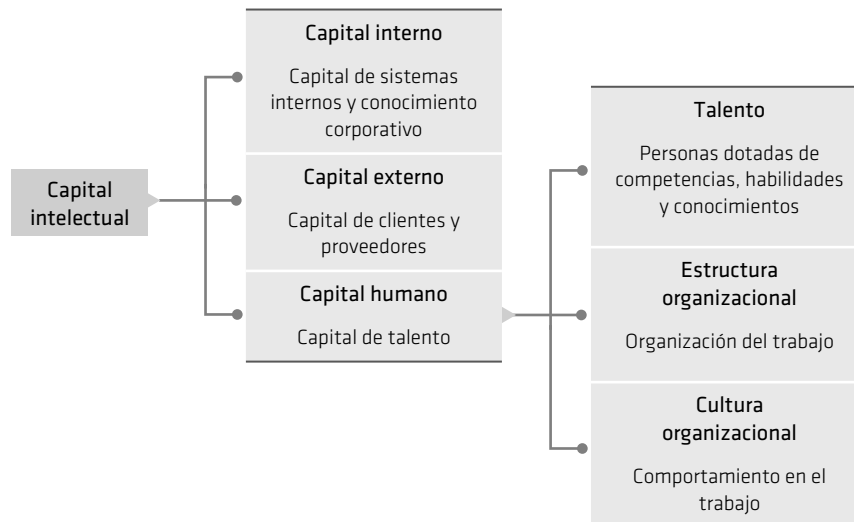 Capital
intelectual
Capital interno
Capital de sistemas
internos y conocimiento
corporativo
Capital externo
Capital de clientes y
proveedores
Capital humano
Capital de talento
Talento
Personas dotadas de
competencias, habilidades
y conocimientos
Estructura
organizacional
Organización del trabajo
Cultura
organizacional
Comportamiento en el
trabajo